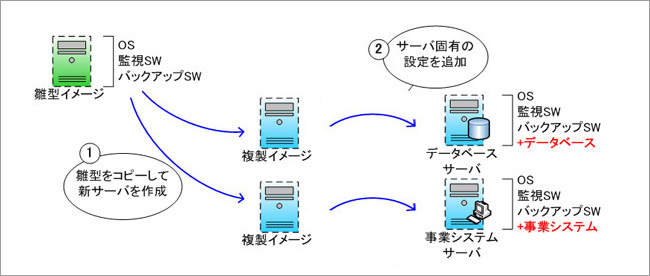 OS
監視SW
バックアップSW
雛型イメージ
①
雛型をコピーして
新サーバを作成
複製イメージ
複製イメージ
②
サーバ固有の
設定を追加
OS
監視SW
バックアップSW
+データベース
データベース
サーバ
OS
監視SW
バックアップSW
+事業システム
事業システム
サーバ